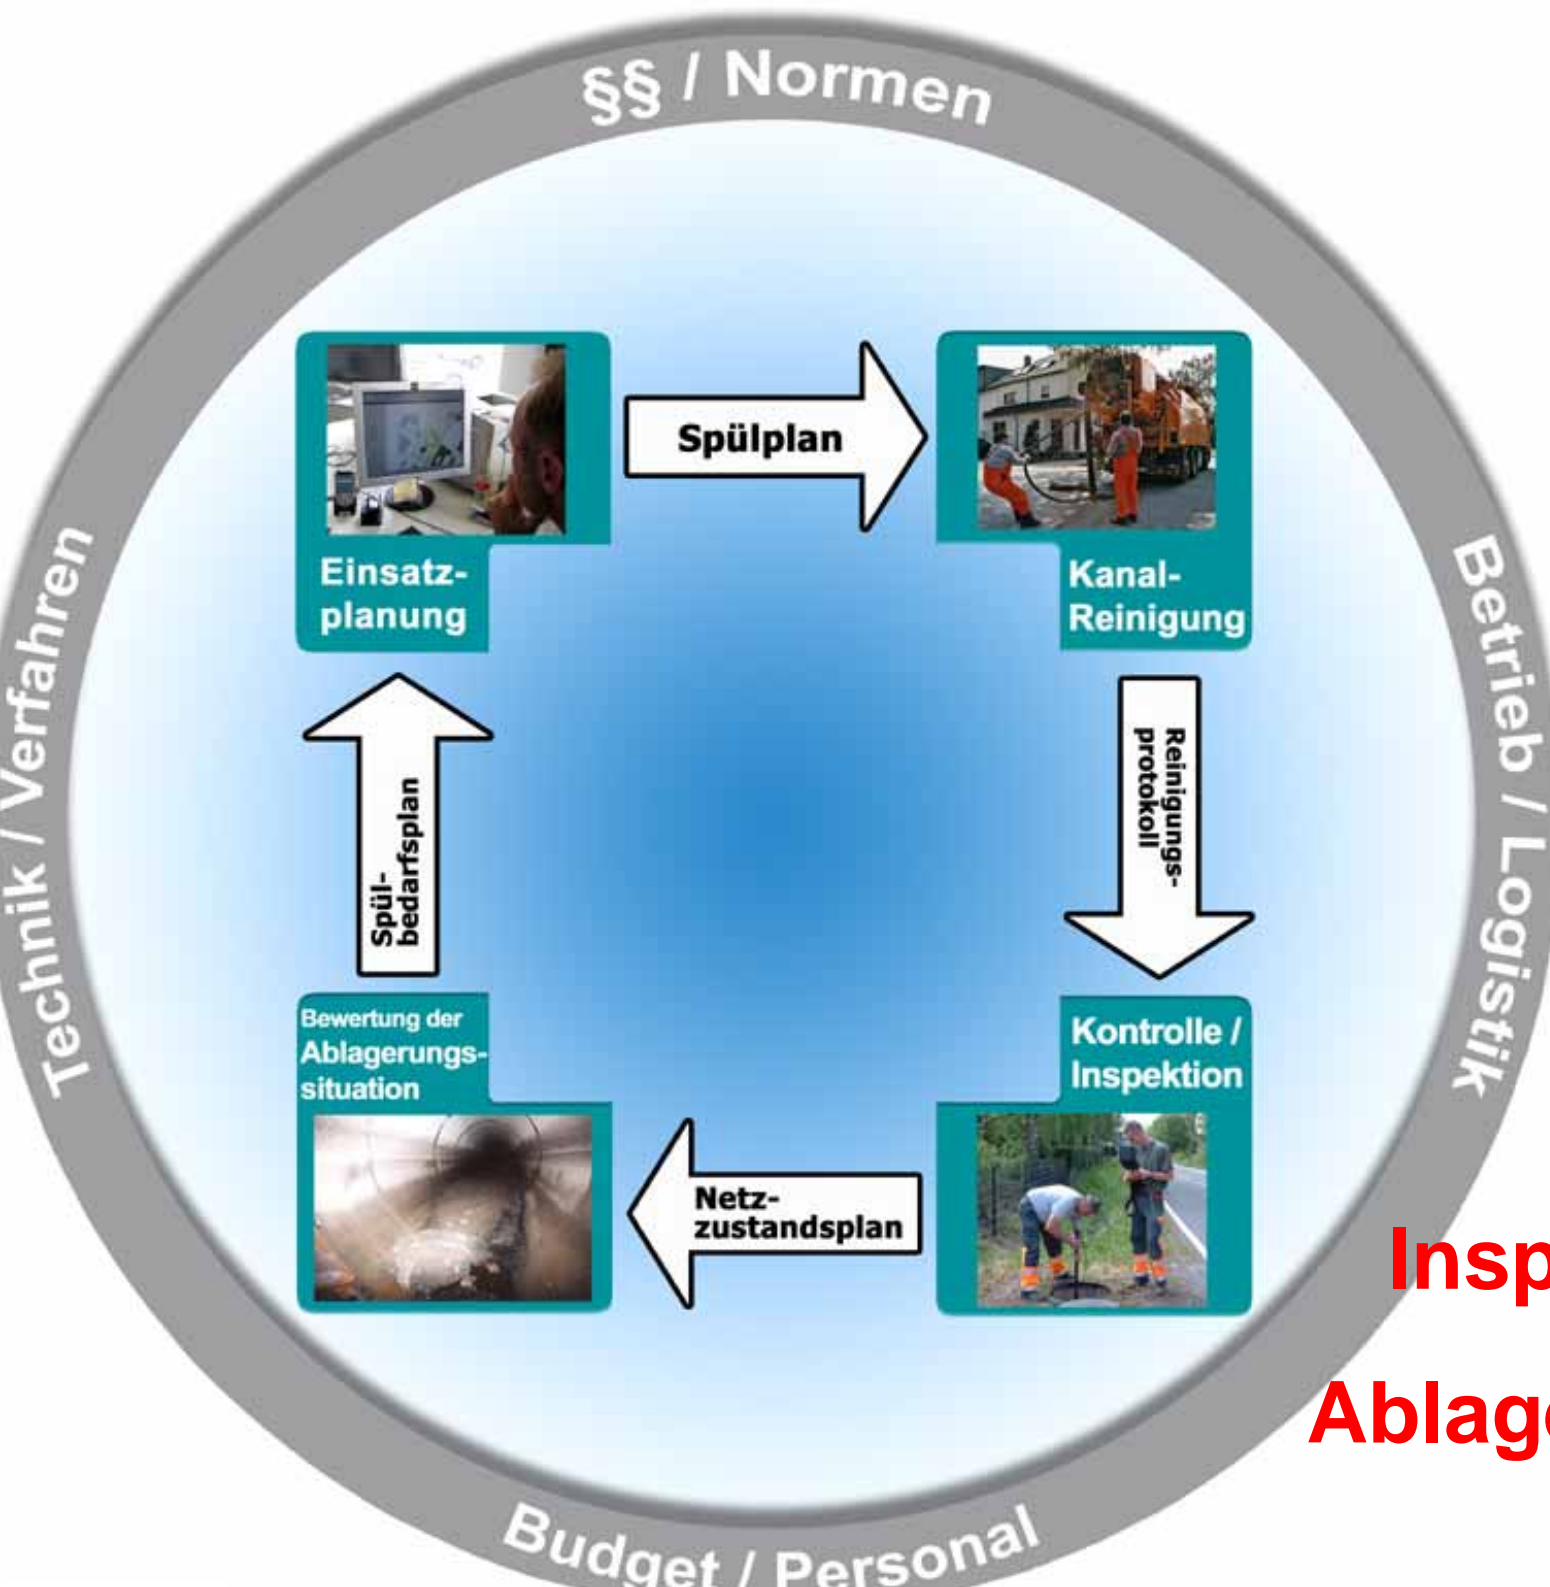 §§ / Normen
Technik / Verfahren
Betrieb / Logistik
Einsatz-
planung
Spülplan
Kanal-
Reinigung
Reinigungs-
protokoll
Kontrolle /
Inspektion
Netz-
zustandsplan
Bewertung der
Ablagerungs-
situation
Spül-
bedarfsplan
Budget / Personal